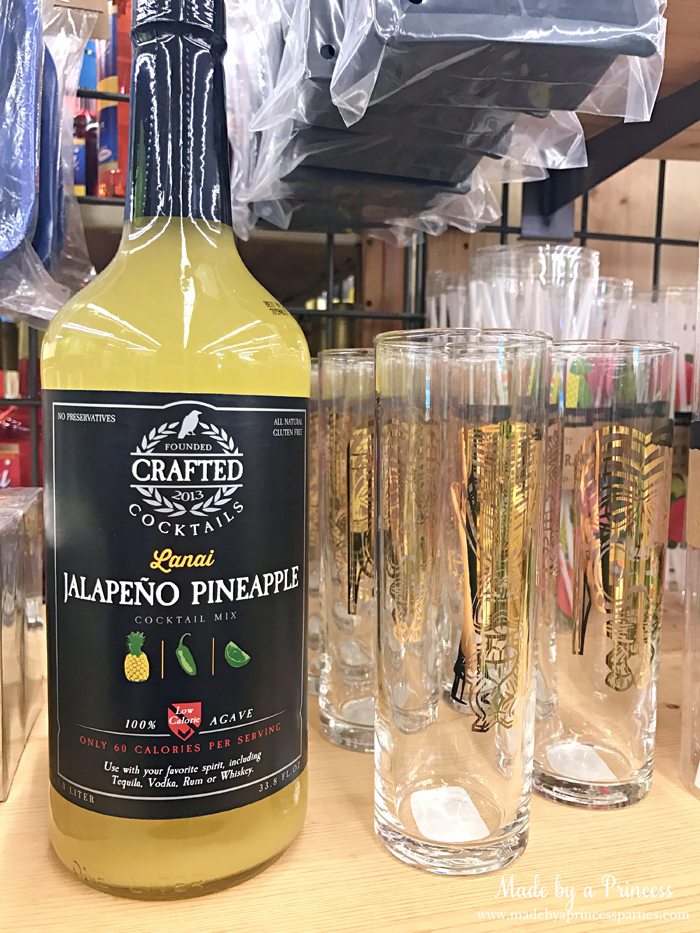 NO PRESERVATIVES
ALL NATURAL
GLUTEN FREE
FOUNDED
CRAFTED
2013
COCKTAILS
Lanai
JALAPEÑO PINEAPPLE
COCKTAIL MIX
100% Low Calorie AGAVE
ONLY 60 CALORIES PER SERVING
Use with your favorite spirit, including
Tequila, Vodka, Rum or Whiskey.
LITER
33.8 FL.OZ
Made by a Princess
www.madebyaprincessparties.com